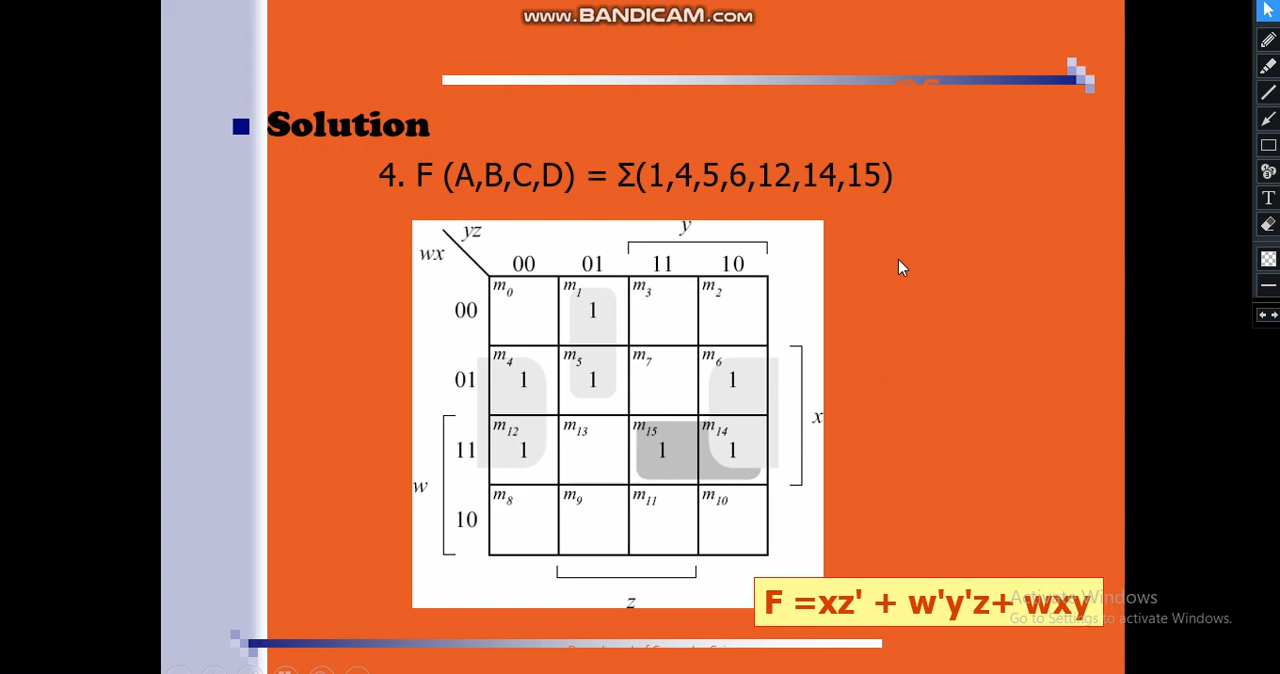 www.BANDICAM.com
Solution
4. F (A,B,C,D) = Σ(1,4,5,6,12,14,15)
yz
y
wx
00 01 11 10
m0 m1 m3 m2
00 1
m4 m5 m7 m6
01 1 1 1
x
m12 m13 m15 m14
11 1 1 1
w
m8 m9 m11 m10
10
z
F =xz' + w'y'z+ wxy
Activate Windows
Go to Settings to activate Windows.
T